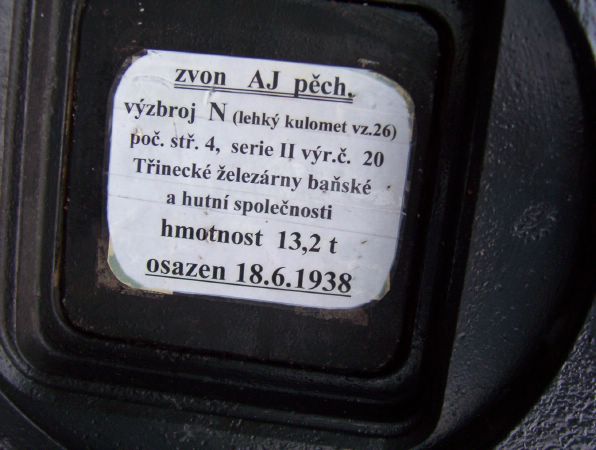 zvon AJ pěch.
výzbroj N (lehký kulomet vz.26)
poč. stř. 4, serie II výr.č. 20
Třinecké železárny baňské
a hutní společnosti
hmotnost 13,2 t
osazen 18.6.1938